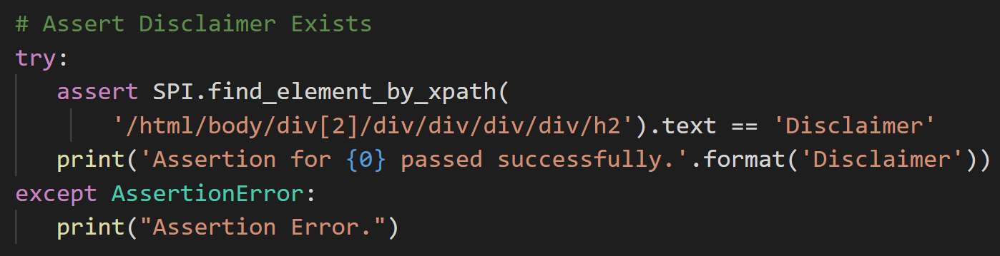 # Assert Disclaimer Exists
try:
    assert SPI.find_element_by_xpath(
        '/html/body/div[2]/div/div/div/div/h2').text == 'Disclaimer'
    print('Assertion for {0} passed successfully.'.format('Disclaimer'))
except AssertionError:
    print("Assertion Error.")